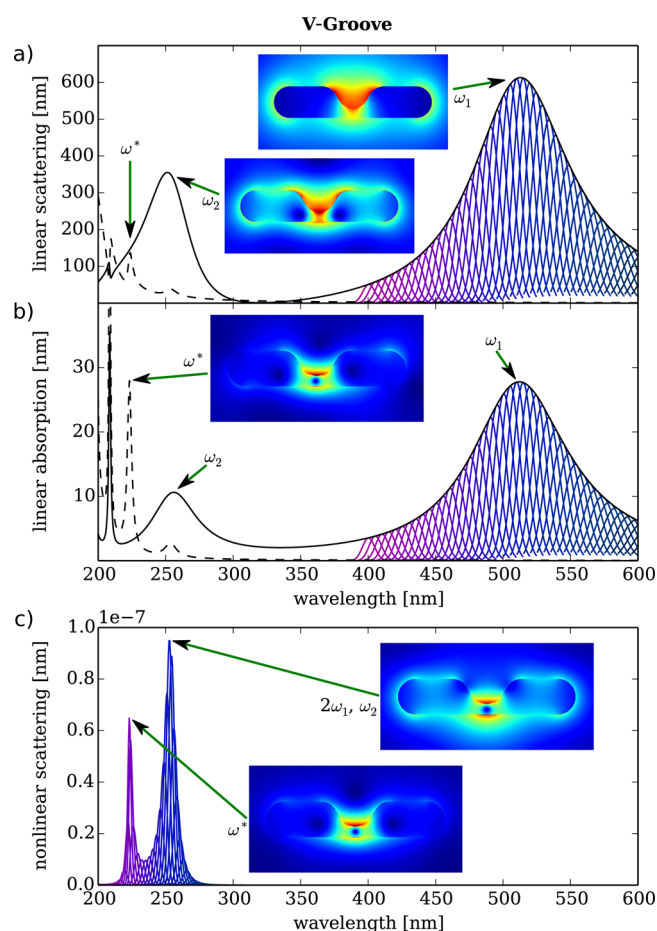 V-Groove
a)
linear scattering [nm]
600
500
400
300
200
100
ω*
ω₂
ω₁
b)
linear absorption [nm]
30
20
10
ω*
ω₂
ω₁
200 250 300 350 400 450 500 550 600
wavelength [nm]
c)
1e−7
nonlinear scattering [nm]
1.0
0.8
0.6
0.4
0.2
0.0
2ω₁, ω₂
ω*
200 250 300 350 400 450 500 550 600
wavelength [nm]